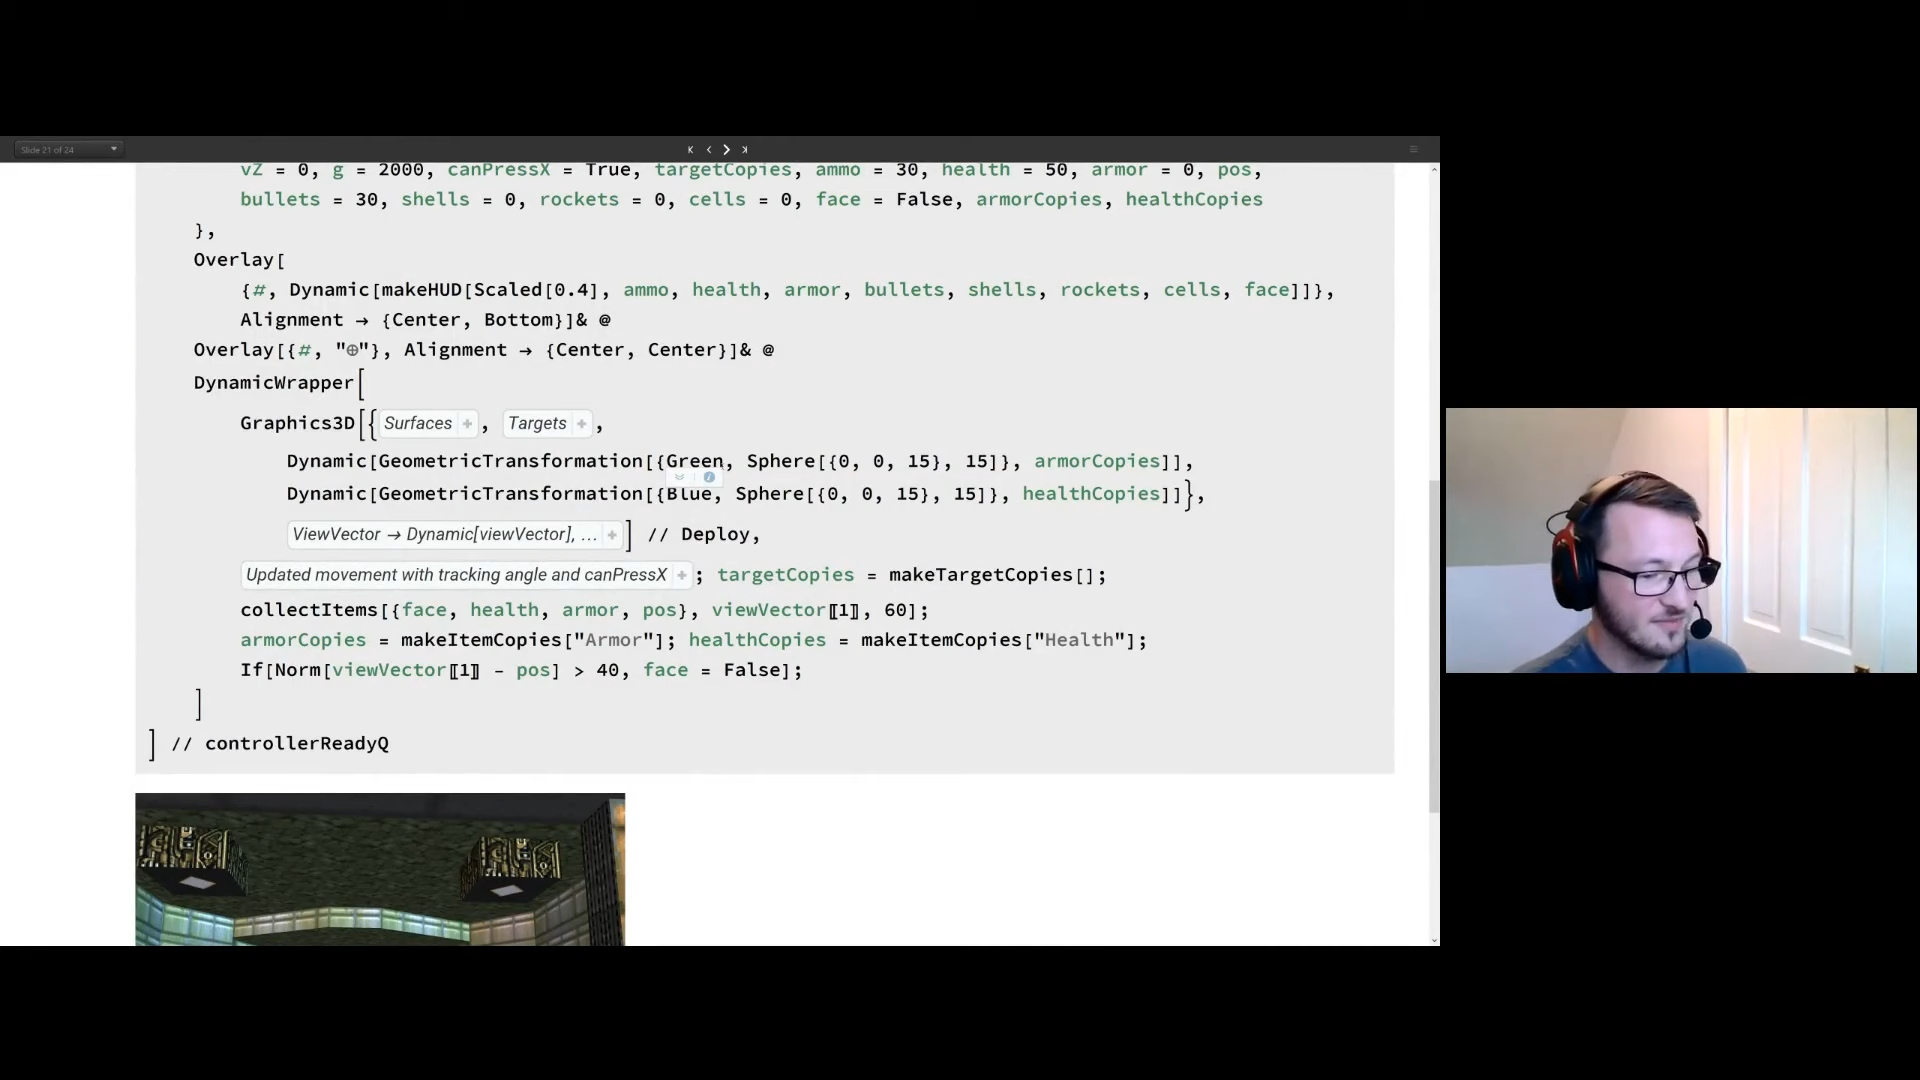 Slide 21 of 24
vZ = 0, g = 2000, canPressX = True, targetCopies, ammo = 30, health = 50, armor = 0, pos,
bullets = 30, shells = 0, rockets = 0, cells = 0, face = False, armorCopies, healthCopies
},
Overlay[
{#, Dynamic[makeHUD[Scaled[0.4], ammo, health, armor, bullets, shells, rockets, cells, face]]},
Alignment → {Center, Bottom}]& @
Overlay[{#, "⊕"}, Alignment → {Center, Center}]& @
DynamicWrapper[
Graphics3D[{ Surfaces + , Targets + ,
Dynamic[GeometricTransformation[{Green, Sphere[{0, 0, 15}, 15]}, armorCopies]],
Dynamic[GeometricTransformation[{Blue, Sphere[{0, 0, 15}, 15]}, healthCopies]]},
ViewVector → Dynamic[viewVector], … + ] // Deploy,
Updated movement with tracking angle and canPressX + ; targetCopies = makeTargetCopies[];
collectItems[{face, health, armor, pos}, viewVector〚1〛, 60];
armorCopies = makeItemCopies["Armor"]; healthCopies = makeItemCopies["Health"];
If[Norm[viewVector〚1〛 - pos] > 40, face = False];
]
] // controllerReadyQ